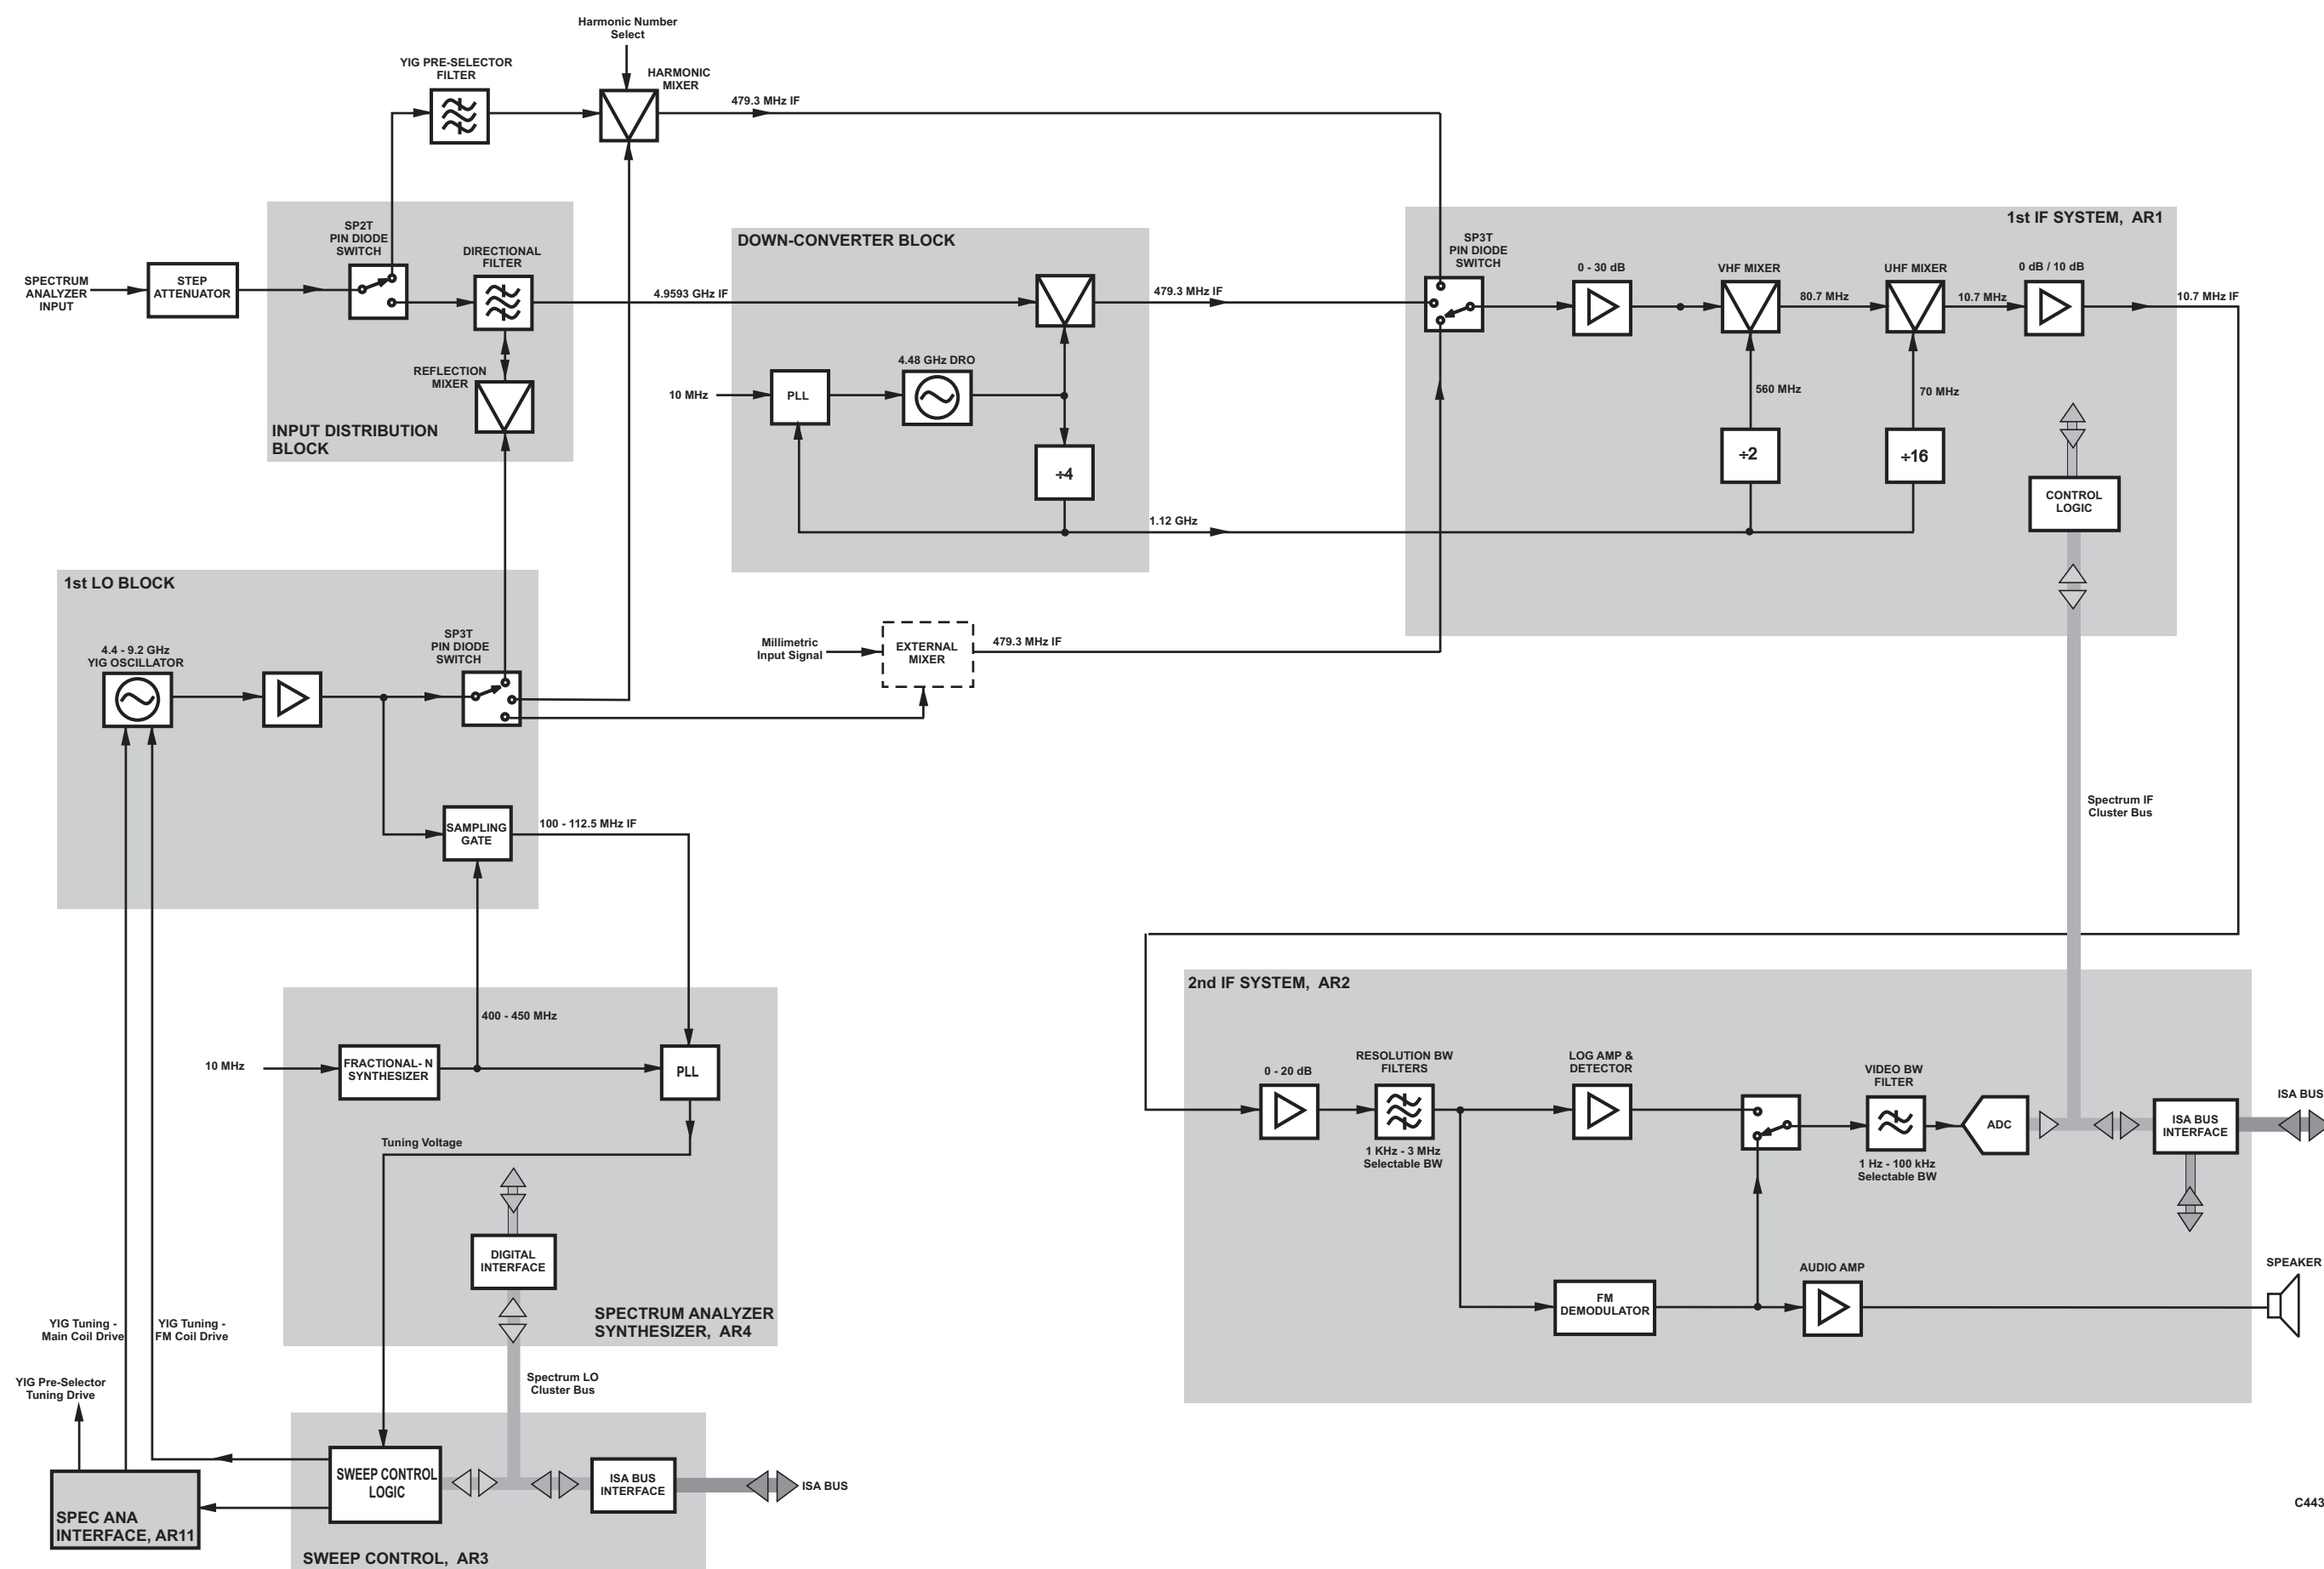 Harmonic Number
Select
YIG PRE-SELECTOR
FILTER
HARMONIC
MIXER
479.3 MHz IF
SP2T
PIN DIODE
SWITCH
DIRECTIONAL
FILTER
SPECTRUM
ANALYZER
INPUT
STEP
ATTENUATOR
4.9593 GHz IF
REFLECTION
MIXER
INPUT DISTRIBUTION
BLOCK
DOWN-CONVERTER BLOCK
479.3 MHz IF
4.48 GHz DRO
10 MHz
PLL
÷4
1.12 GHz
1st IF SYSTEM, AR1
SP3T
PIN DIODE
SWITCH
0 - 30 dB
VHF MIXER
80.7 MHz
UHF MIXER
10.7 MHz
0 dB / 10 dB
10.7 MHz IF
560 MHz
70 MHz
÷2
÷16
CONTROL
LOGIC
1st LO BLOCK
4.4 - 9.2 GHz
YIG OSCILLATOR
SP3T
PIN DIODE
SWITCH
Millimetric
Input Signal
EXTERNAL
MIXER
479.3 MHz IF
SAMPLING
GATE
100 - 112.5 MHz IF
Spectrum IF
Cluster Bus
400 - 450 MHz
10 MHz
FRACTIONAL- N
SYNTHESIZER
PLL
Tuning Voltage
DIGITAL
INTERFACE
SPECTRUM ANALYZER
SYNTHESIZER, AR4
2nd IF SYSTEM, AR2
0 - 20 dB
RESOLUTION BW
FILTERS
1 KHz - 3 MHz
Selectable BW
LOG AMP &
DETECTOR
VIDEO BW
FILTER
1 Hz - 100 kHz
Selectable BW
ADC
ISA BUS
INTERFACE
ISA BUS
FM
DEMODULATOR
AUDIO AMP
SPEAKER
YIG Tuning -
Main Coil Drive
YIG Tuning -
FM Coil Drive
YIG Pre-Selector
Tuning Drive
Spectrum LO
Cluster Bus
SPEC ANA
INTERFACE, AR11
SWEEP CONTROL
LOGIC
ISA BUS
INTERFACE
ISA BUS
SWEEP CONTROL, AR3
C443